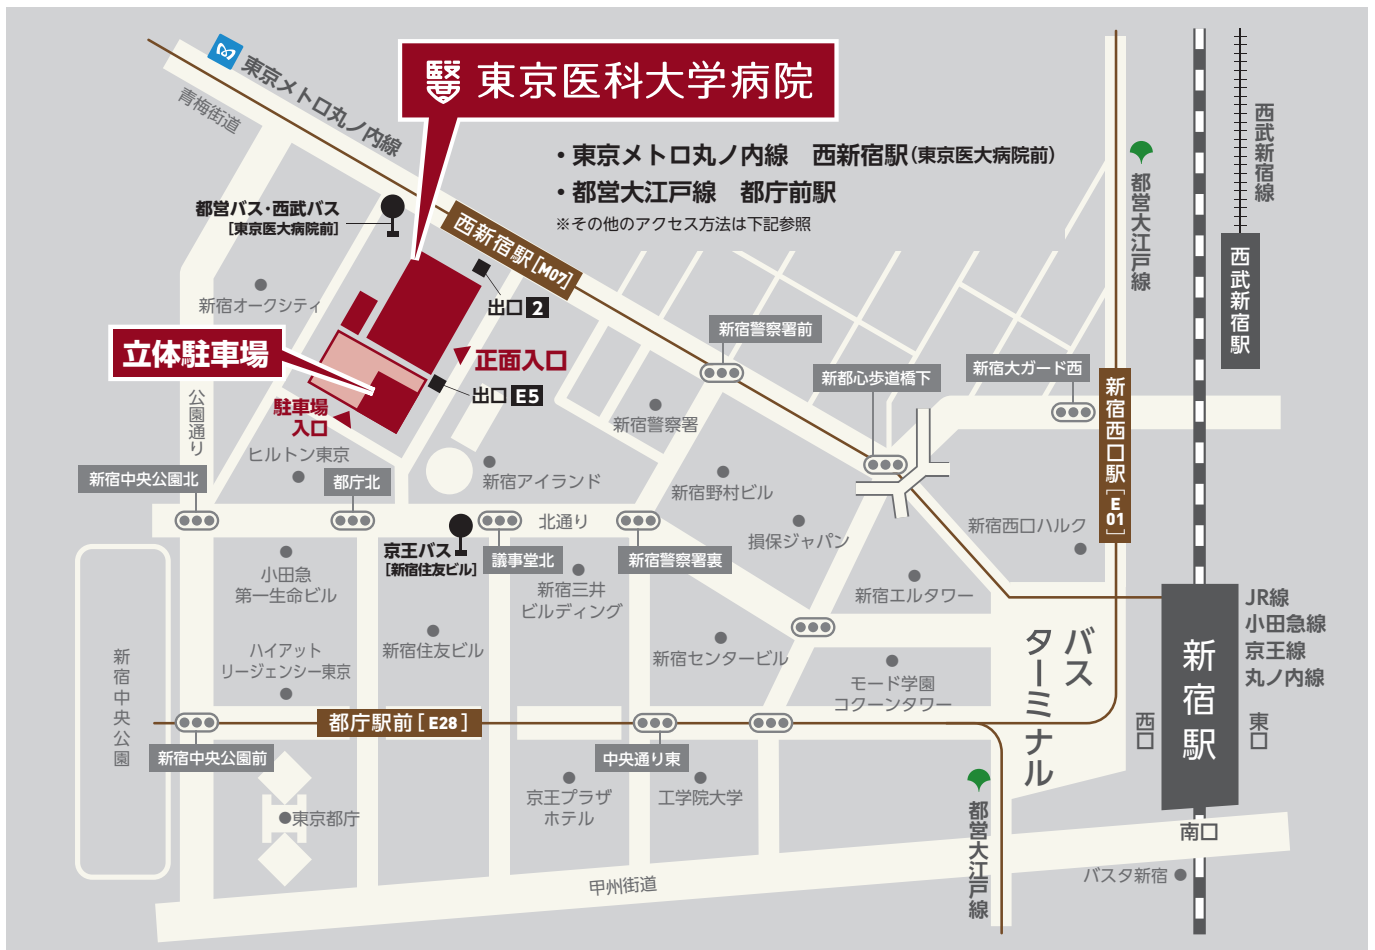 東京メトロ丸ノ内線
青梅街道
東京医科大学病院
・東京メトロ丸ノ内線 西新宿駅(東京医大病院前)
・都営大江戸線 都庁前駅
※その他のアクセス方法は下記参照
都営バス・西武バス
[東京医大病院前]
西新宿駅[M07]
都営大江戸線
西武新宿線
西武新宿駅
新宿オークシティ
出口 2
新宿警察署前
立体駐車場
正面入口
出口 E5
新都心歩道橋下
新宿大ガード西
新宿西口駅[E01]
公園通り
駐車場
入口
新宿警察署
ヒルトン東京
新宿中央公園北
都庁北
新宿アイランド
新宿野村ビル
北通り
損保ジャパン
新宿西口ハルク
京王バス
[新宿住友ビル]
議事堂北
新宿警察署裏
小田急
第一生命ビル
新宿三井
ビルディング
新宿エルタワー
JR線
小田急線
京王線
丸ノ内線
新宿駅
バス
ターミナル
ハイアット
リージェンシー東京
新宿住友ビル
新宿センタービル
モード学園
コクーンタワー
新宿中央公園
都庁駅前[E28]
西口
東口
新宿中央公園前
中央通り東
京王プラザ
ホテル
工学院大学
東京都庁
都営大江戸線
南口
バスタ新宿
甲州街道